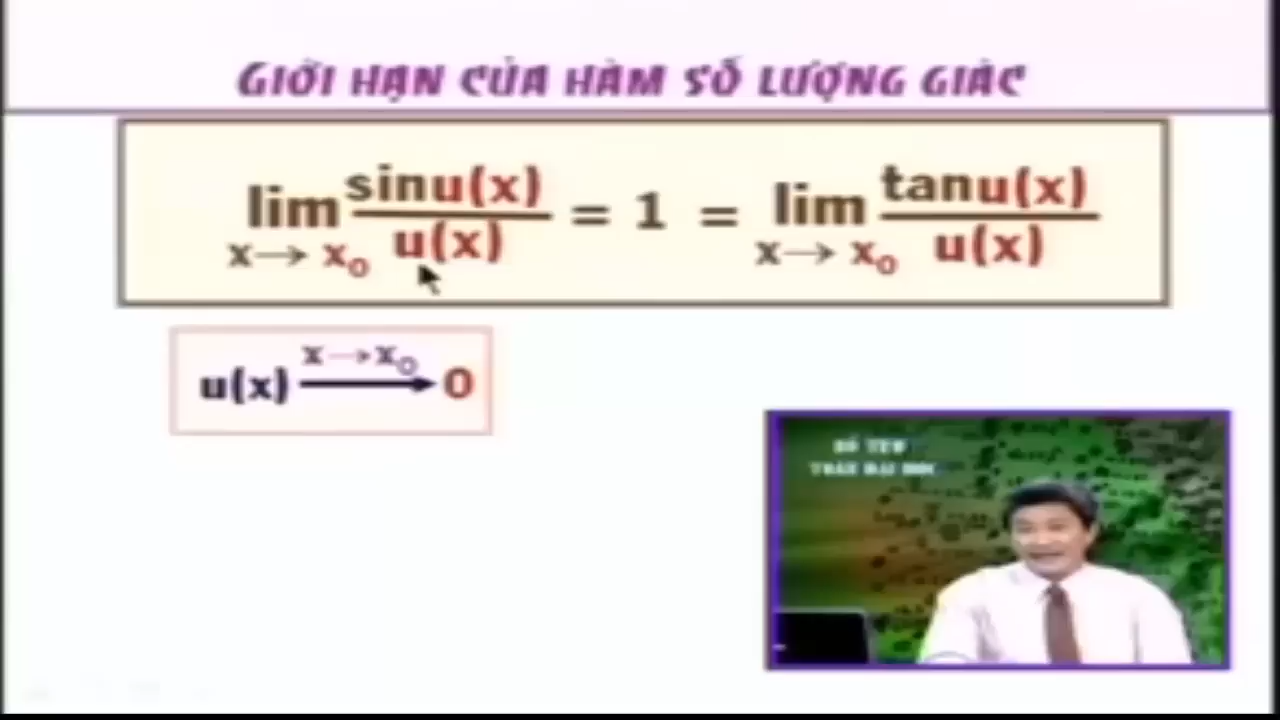 GIỚI HẠN CỦA HÀM SỐ LƯỢNG GIÁC
lim sinu(x)/u(x) = 1 = lim tanu(x)/u(x)
x→ x₀ x→ x₀
u(x) x→x₀ 0